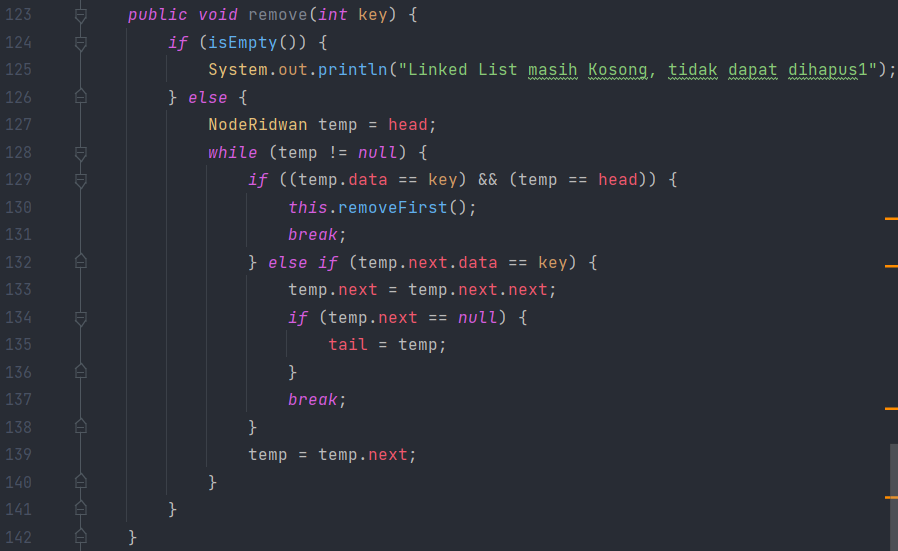 123 public void remove(int key) {
124 if (isEmpty()) {
125 System.out.println("Linked List masih Kosong, tidak dapat dihapus1");
126 } else {
127 NodeRidwan temp = head;
128 while (temp != null) {
129 if ((temp.data == key) && (temp == head)) {
130 this.removeFirst();
131 break;
132 } else if (temp.next.data == key) {
133 temp.next = temp.next.next;
134 if (temp.next == null) {
135 tail = temp;
136 }
137 break;
138 }
139 temp = temp.next;
140 }
141 }
142 }